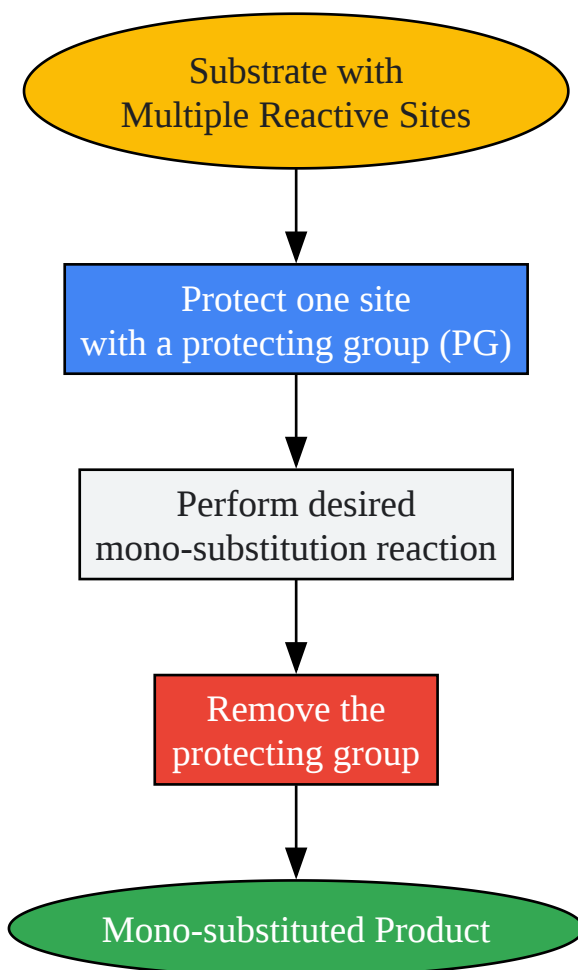 Substrate with
Multiple Reactive Sites
Protect one site
with a protecting group (PG)
Perform desired
mono-substitution reaction
Remove the
protecting group
Mono-substituted Product